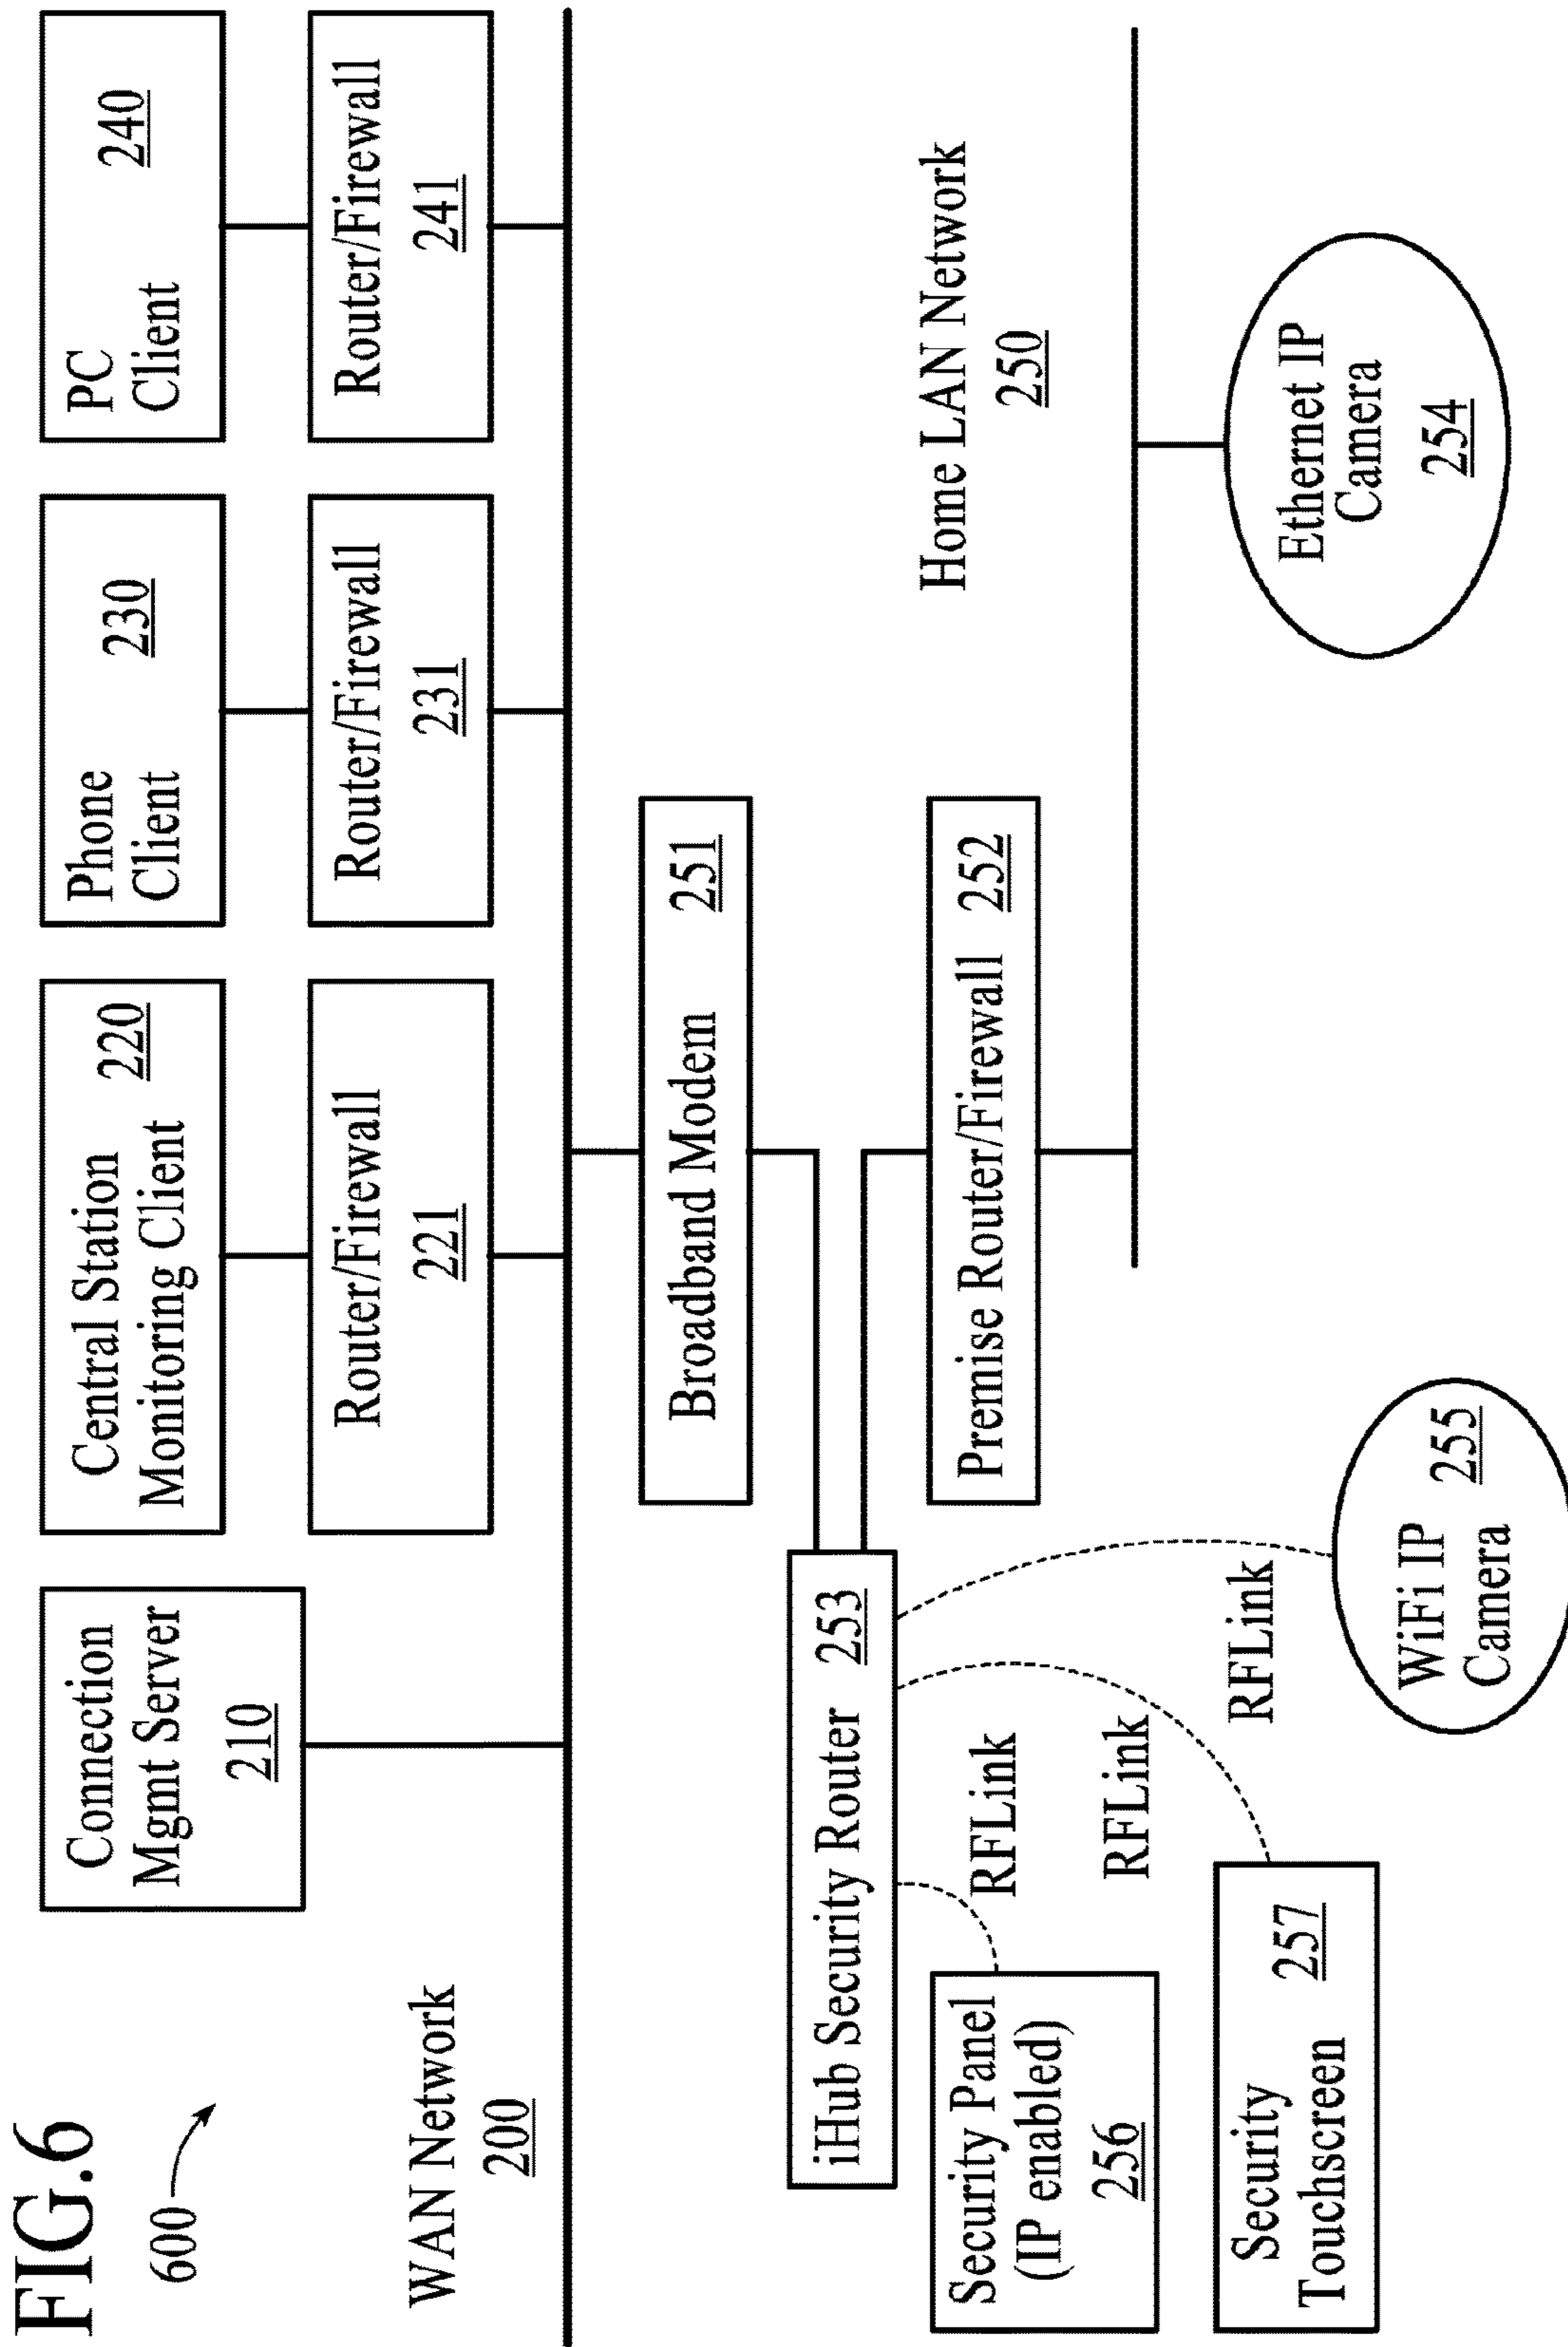 FIG.6
600
Connection
Mgmt Server
210
Central Station
Monitoring Client
220
Phone
Client
230
PC
Client
240
Router/Firewall
221
Router/Firewall
231
Router/Firewall
241
WAN Network
200
Broadband Modem 251
iHub Security Router 253
Premise Router/Firewall 252
Home LAN Network
250
Security Panel
(IP enabled)
256
RFLink
RFLink
RFLink
Security
Touchscreen
257
WiFi IP
Camera
255
Ethernet IP
Camera
254